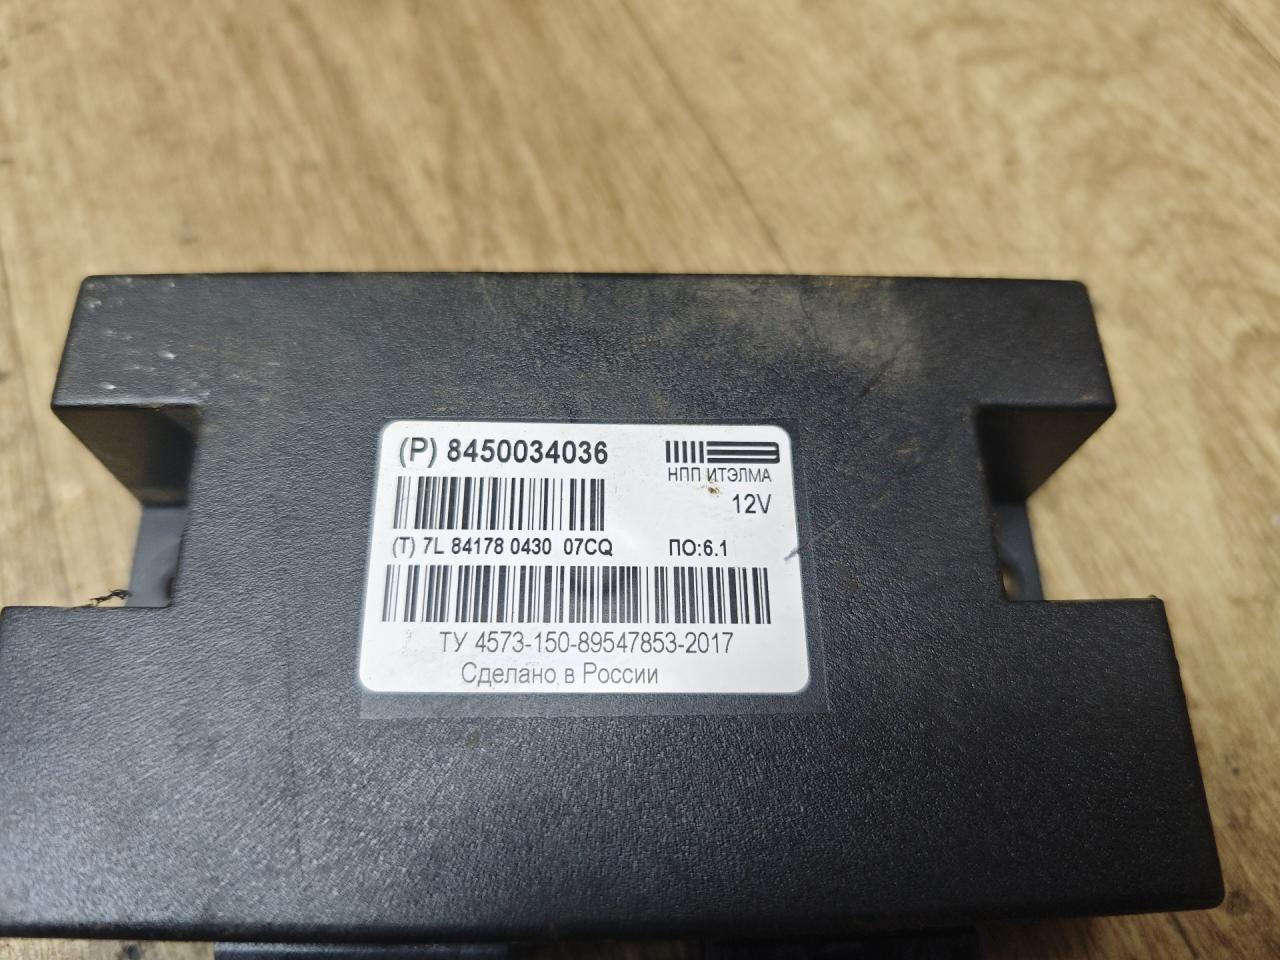 (P) 8450034036
НПП ИТЭЛМА
12V
(T) 7L 84178 0430 07CQ ПО:6.1
ТУ 4573-150-89547853-2017
Сделано в России